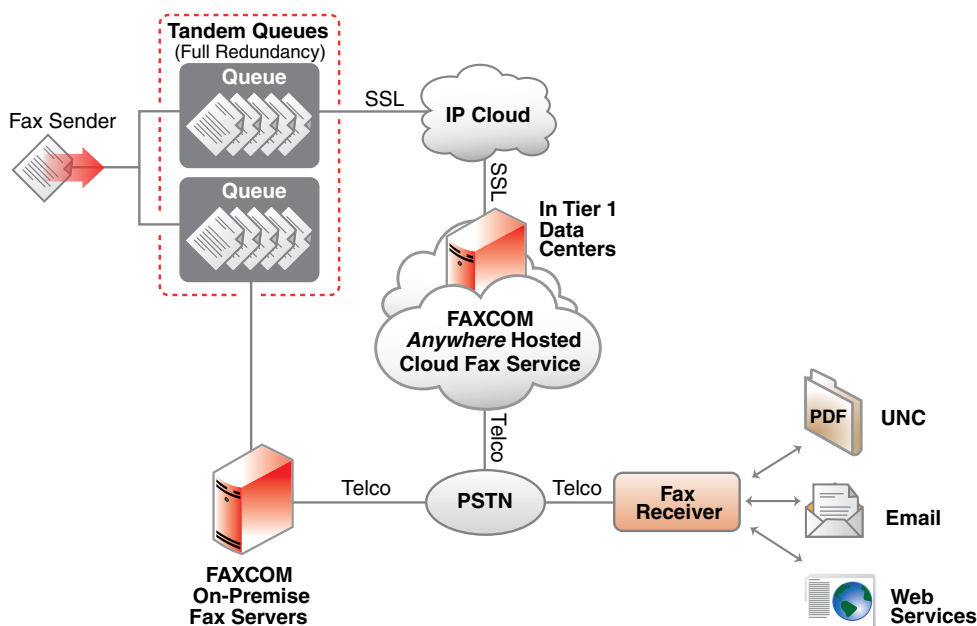 Tandem Queues
(Full Redundancy)
Queue
SSL
IP Cloud
Fax Sender
Queue
SSL
In Tier 1
Data
Centers
FAXCOM
Anywhere Hosted
Cloud Fax Service
Telco
PDF
UNC
Telco
PSTN
Telco
Fax
Receiver
Email
FAXCOM
On-Premise
Fax Servers
Web
Services